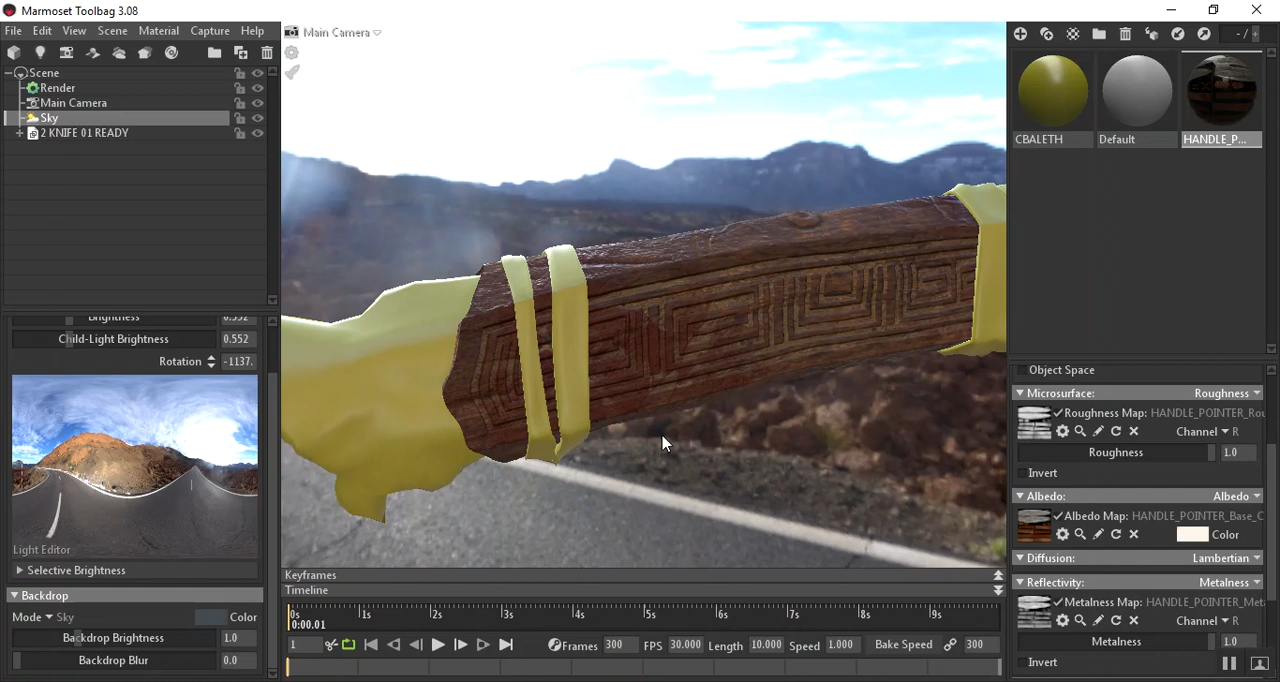 Marmoset Toolbag 3.08
File Edit View Scene Material Capture Help
Main Camera
- / +
Scene
Render
Main Camera
Sky
2 KNIFE 01 READY
CBALETH
Default
HANDLE_P...
Brightness 0.552
Child-Light Brightness 0.552
Rotation -1137.
Light Editor
Selective Brightness
Backdrop
Mode Sky Color
Backdrop Brightness 1.0
Backdrop Blur 0.0
Keyframes
Timeline
0s 1s 2s 3s 4s 5s 6s 7s 8s 9s
0:00.01
1 Frames 300 FPS 30.000 Length 10.000 Speed 1.000 Bake Speed 300
Object Space
Microsurface: Roughness
Roughness Map: HANDLE_POINTER_Rou
Channel R
Roughness 1.0
Invert
Albedo: Albedo
Albedo Map: HANDLE_POINTER_Base_C
Color
Diffusion: Lambertian
Reflectivity: Metalness
Metalness Map: HANDLE_POINTER_Met
Channel R
Metalness 1.0
Invert